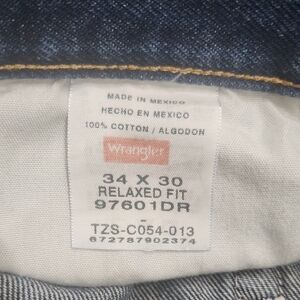 MADE IN MEXICO
HECHO EN MEXICO
100% COTTON / ALGODON
Wrangler
34 X 30
RELAXED FIT
97601DR
-
TZS-C054-013
672787902374